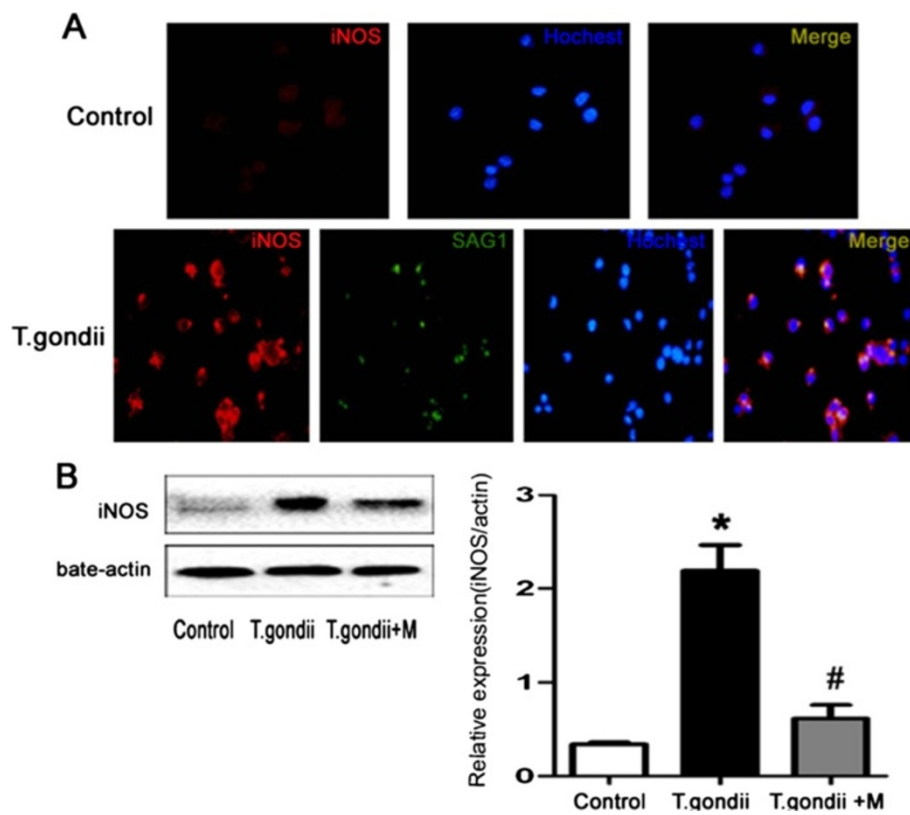 A
iNOS
Hochest
Merge
Control
iNOS
SAG1
Hochest
Merge
T.gondii
B
iNOS
bate-actin
Control T.gondii T.gondii+M
Relative expression(iNOS/actin)
3
2
1
0
*
#
Control T.gondii T.gondii +M